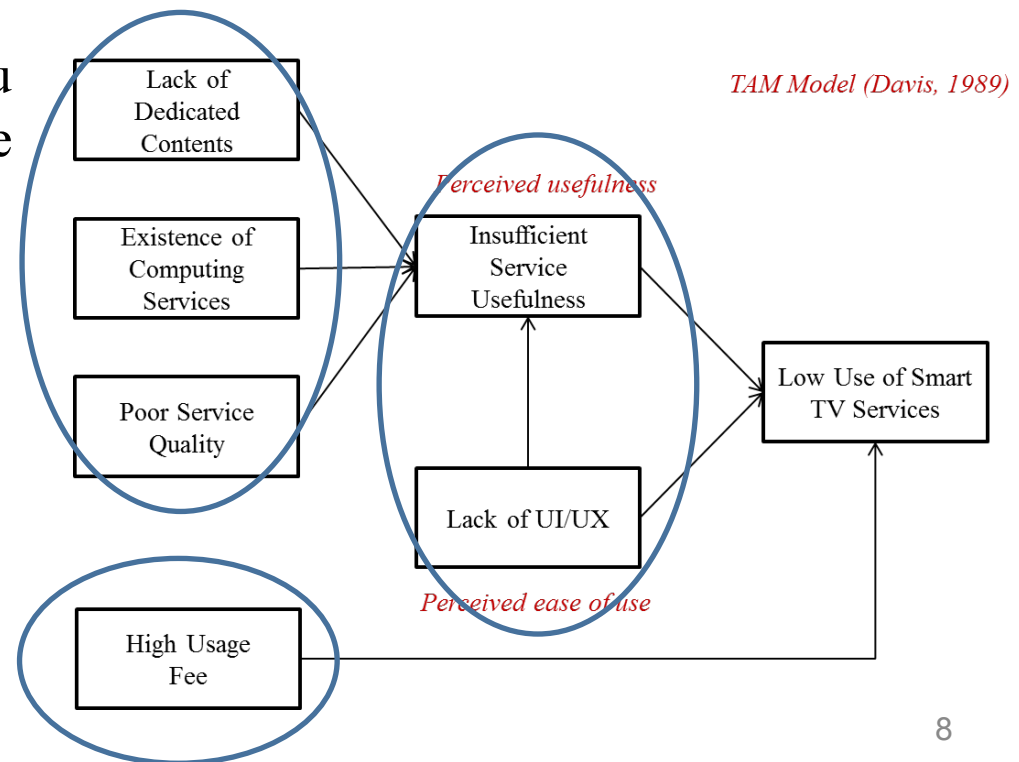 TAM Model (Davis, 1989)
Lack of
Dedicated
Contents
Existence of
Computing
Services
Poor Service
Quality
High Usage
Fee
Perceived usefulness
Insufficient
Service
Usefulness
Lack of UI/UX
Perceived ease of use
Low Use of Smart
TV Services
8